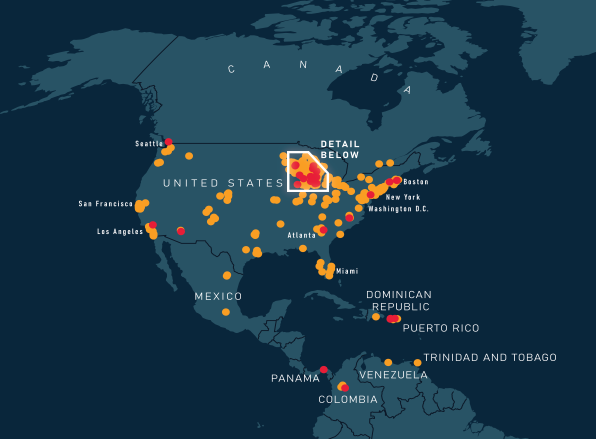 CANADA
Seattle
DETAIL
BELOW
UNITED STATES
Boston
New York
San Francisco
Washington D.C.
Los Angeles
Atlanta
Miami
MEXICO
DOMINICAN
REPUBLIC
PUERTO RICO
TRINIDAD AND TOBAGO
PANAMA
VENEZUELA
COLOMBIA